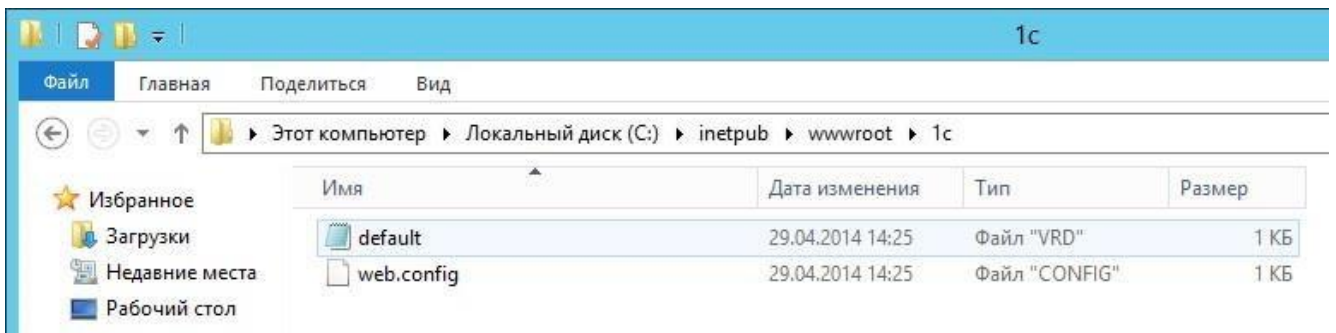 1c
Файл Главная Поделиться Вид
Этот компьютер Локальный диск (C:) inetpub wwwroot 1c
Избранное
Загрузки
Недавние места
Рабочий стол
Имя Дата изменения Тип Размер
default 29.04.2014 14:25 Файл "VRD" 1 КБ
web.config 29.04.2014 14:25 Файл "CONFIG" 1 КБ